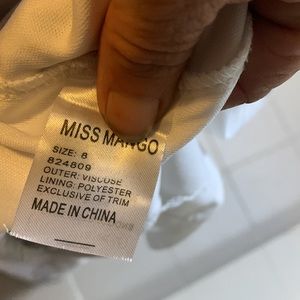 MISS MANGO
SIZE: 8
824809
OUTER: VISCOSE
LINING: POLYESTER
EXCLUSIVE OF TRIM
MADE IN CHINA